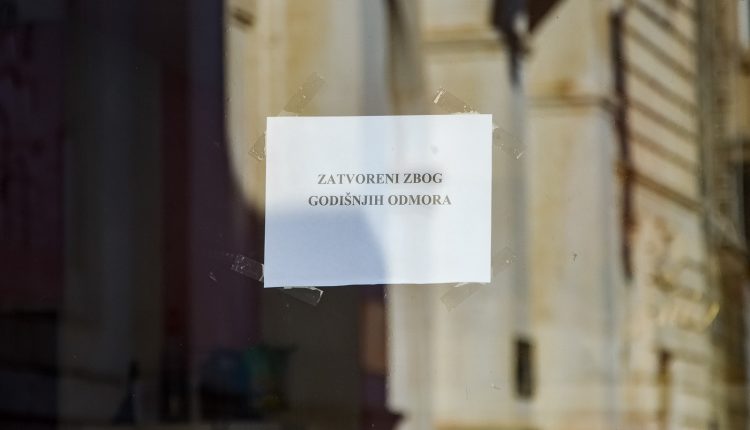 ZATVORENI ZBOG
GODIŠNJIH ODMORA